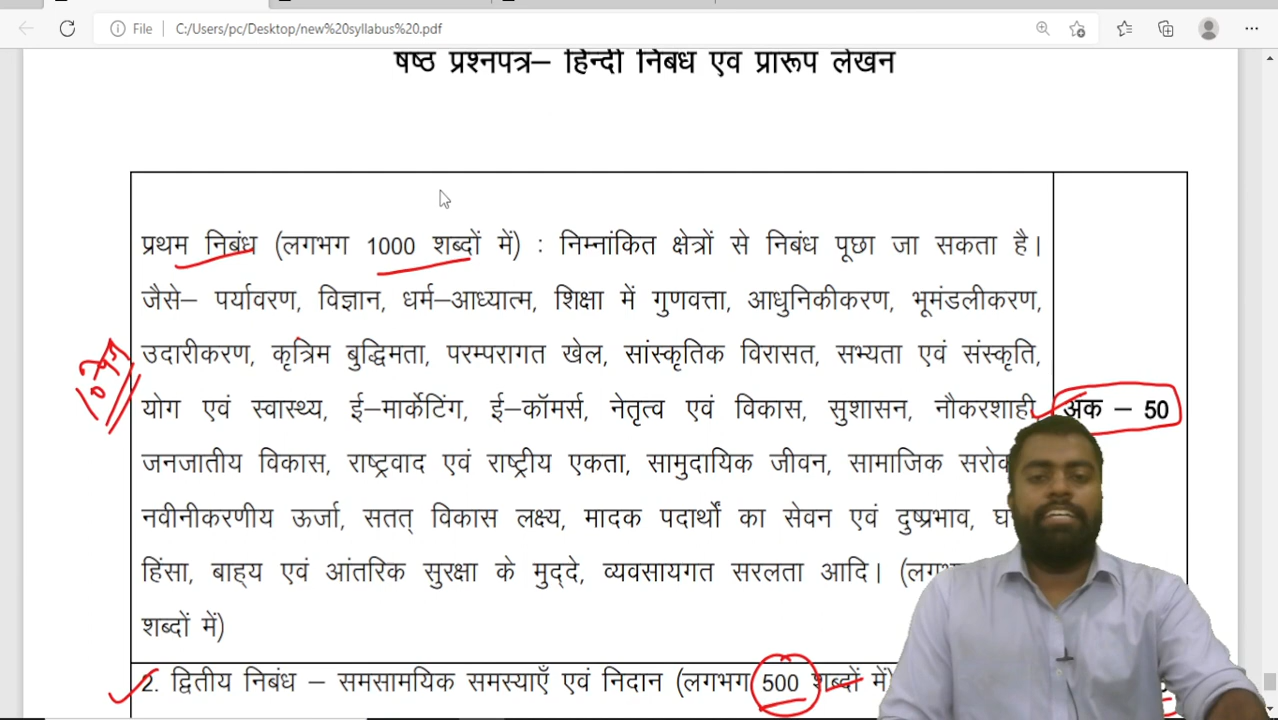 File C:/Users/pc/Desktop/new%20syllabus%20.pdf
षष्ठ प्रश्नपत्र– हिन्दी निबंध एवं प्रारूप लेखन
प्रथम निबंध (लगभग 1000 शब्दों में) : निम्नांकित क्षेत्रों से निबंध पूछा जा सकता है।
जैसे– पर्यावरण, विज्ञान, धर्म–आध्यात्म, शिक्षा में गुणवत्ता, आधुनिकीकरण, भूमंडलीकरण,
उदारीकरण, कृत्रिम बुद्धिमता, परम्परागत खेल, सांस्कृतिक विरासत, सभ्यता एवं संस्कृति,
योग एवं स्वास्थ्य, ई–मार्केटिंग, ई–कॉमर्स, नेतृत्व एवं विकास, सुशासन, नौकरशाही,
अंक – 50
जनजातीय विकास, राष्ट्रवाद एवं राष्ट्रीय एकता, सामुदायिक जीवन, सामाजिक
नवीनीकरणीय ऊर्जा, सतत् विकास लक्ष्य, मादक पदार्थों का सेवन एवं दुष्प्रभाव,
हिंसा, बाह्य एवं आंतरिक सुरक्षा के मुद्दे, व्यवसायगत सरलता आदि।
शब्दों में)
2. द्वितीय निबंध – समसामयिक समस्याएँ एवं निदान (लगभग 500 शब्दों में)